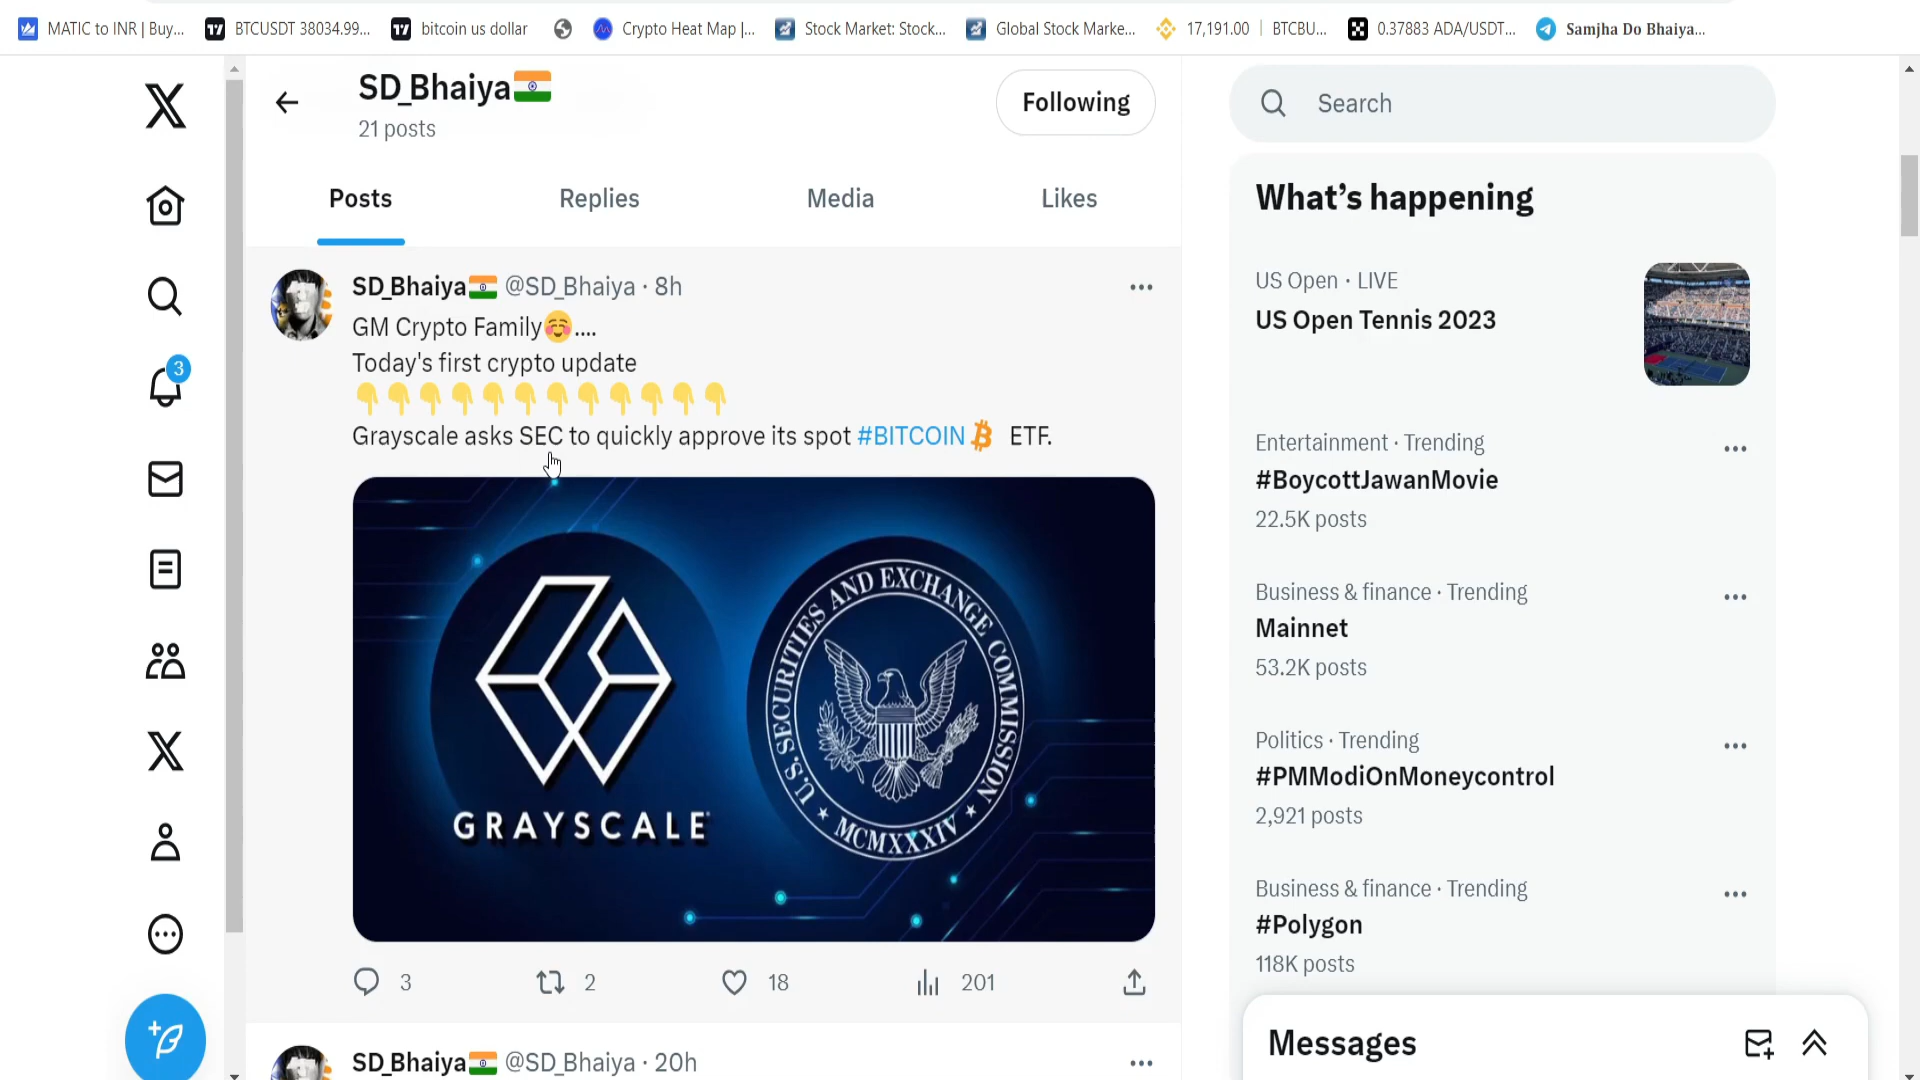 MATIC to INR | Buy...
BTCUSDT 38034.99...
bitcoin us dollar
Crypto Heat Map |...
Stock Market: Stock...
Global Stock Marke...
17,191.00 | BTCBU...
0.37883 ADA/USDT...
Samjha Do Bhaiya...
SD_Bhaiya🇮🇳
21 posts
Following
Posts
Replies
Media
Likes
SD_Bhaiya🇮🇳 @SD_Bhaiya · 8h
GM Crypto Family☺️....
Today's first crypto update
👇👇👇👇👇👇👇👇👇👇👇👇
Grayscale asks SEC to quickly approve its spot #BITCOIN ETF.
GRAYSCALE
U.S. SECURITIES AND EXCHANGE COMMISSION
MCMXXXIV
3
2
18
201
SD_Bhaiya🇮🇳 @SD_Bhaiya · 20h
3
Search
What’s happening
US Open · LIVE
US Open Tennis 2023
Entertainment · Trending
#BoycottJawanMovie
22.5K posts
Business & finance · Trending
Mainnet
53.2K posts
Politics · Trending
#PMModiOnMoneycontrol
2,921 posts
Business & finance · Trending
#Polygon
118K posts
Messages